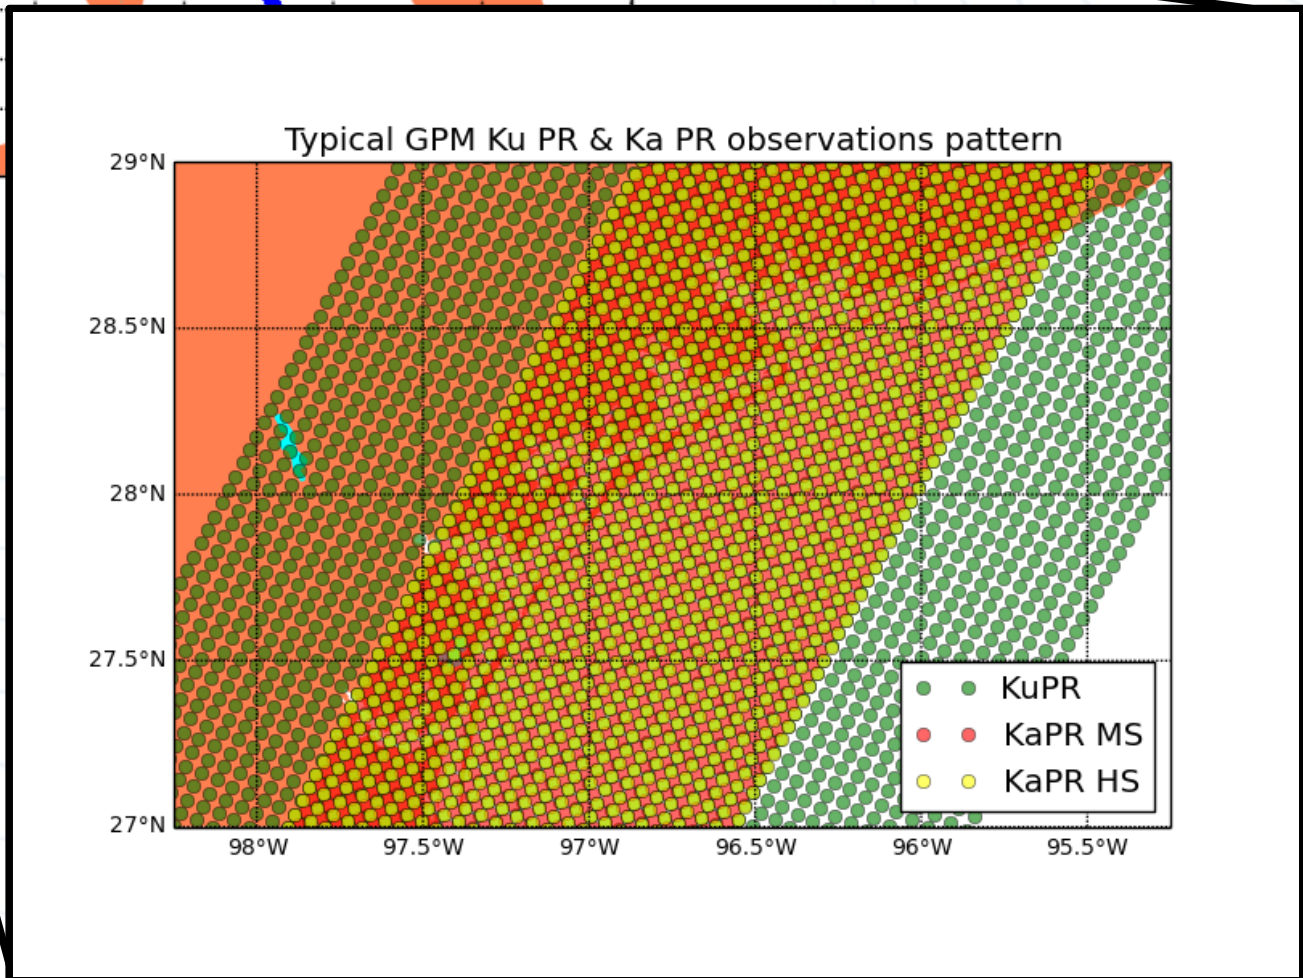 Typical GPM Ku PR & Ka PR observations pattern
29°N
28.5°N
28°N
27.5°N
27°N
98°W 97.5°W 97°W 96.5°W 96°W 95.5°W
KuPR
KaPR MS
KaPR HS